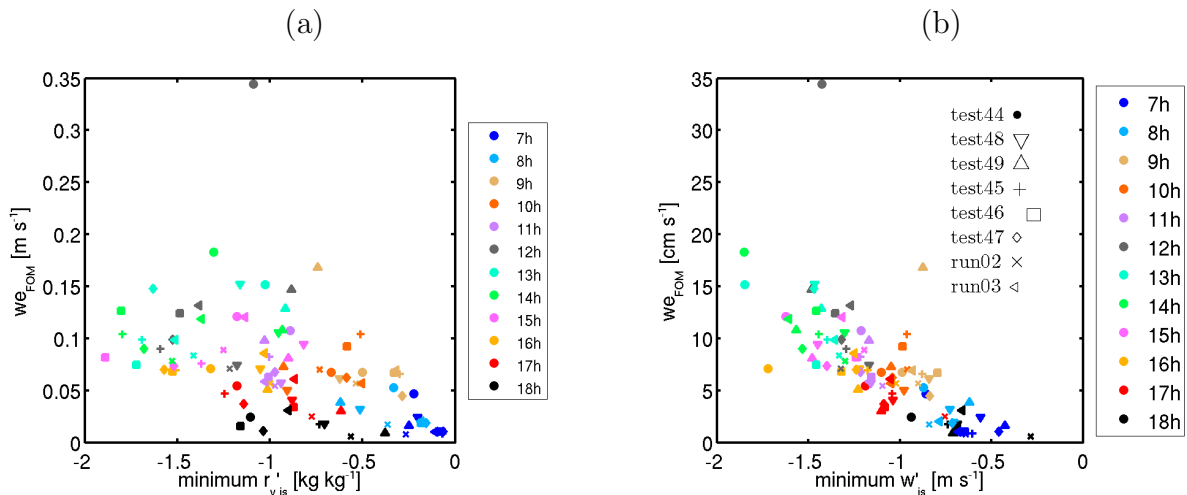 (a)
0.35
0.3
0.25
0.2
0.15
0.1
0.05
0
we_FOM [m s⁻¹]
-2
-1.5
-1
-0.5
0
minimum r'_v,is [kg kg⁻¹]
7h
8h
9h
10h
11h
12h
13h
14h
15h
16h
17h
18h
(b)
35
30
25
20
15
10
5
0
we_FOM [cm s⁻¹]
-2
-1.5
-1
-0.5
0
minimum w'_is [m s⁻¹]
test44
test48
test49
test45
test46
test47
run02
run03
7h
8h
9h
10h
11h
12h
13h
14h
15h
16h
17h
18h